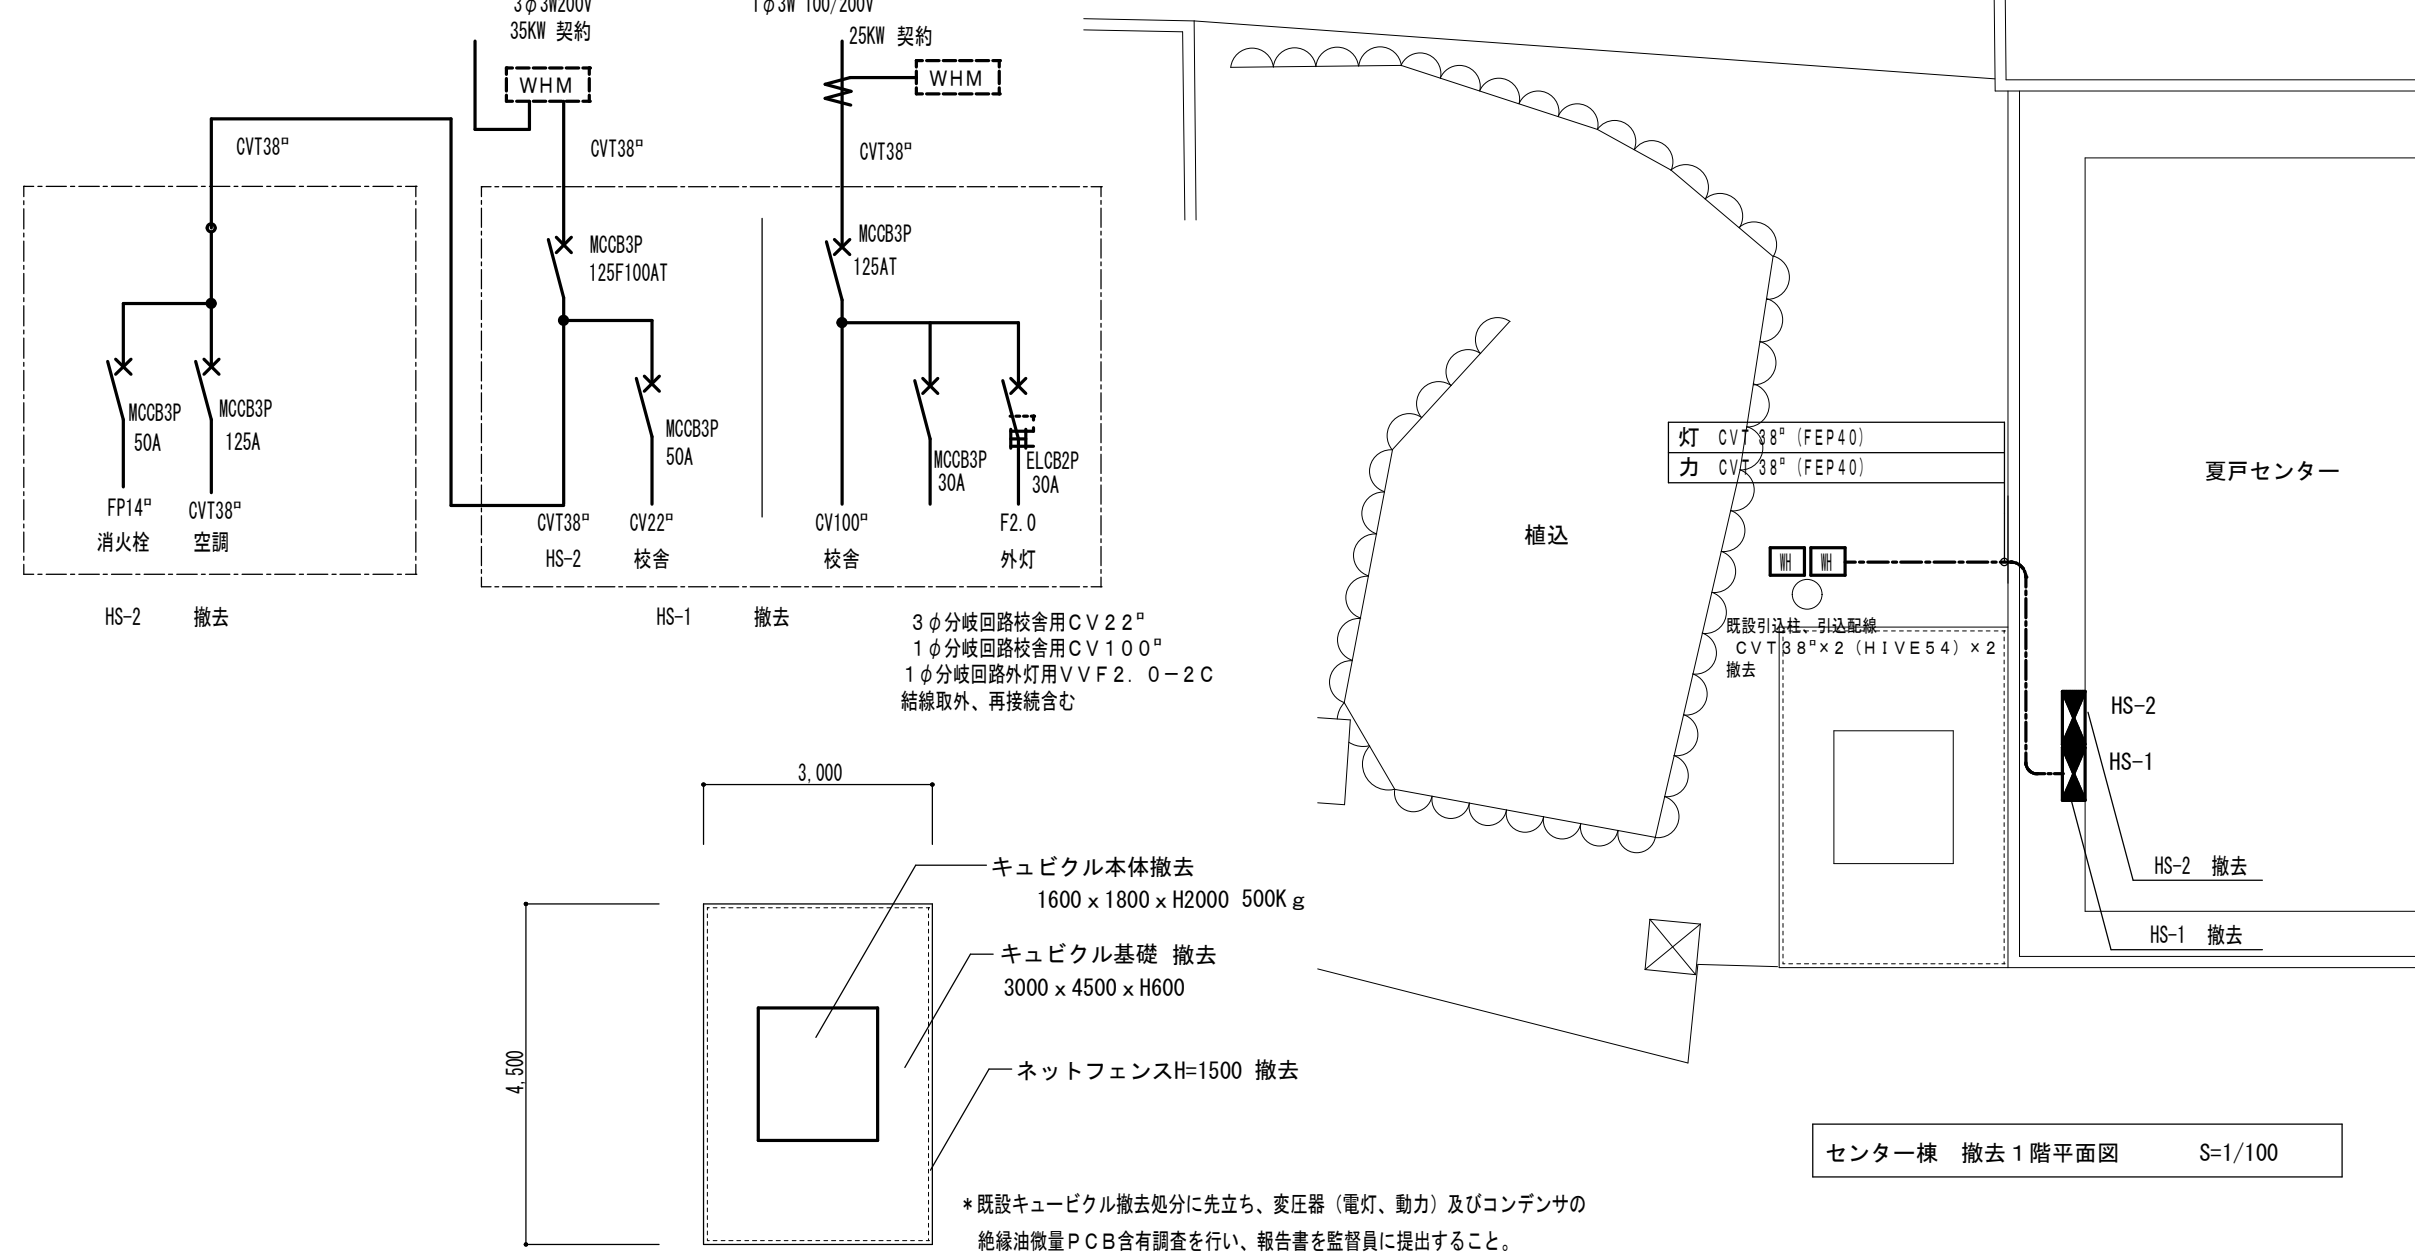 3φ3W200V
35KW 契約
WHM
1φ3W 100/200V
25KW 契約
WHM
CVT38□
CVT38□
CVT38□
MCCB3P
125F100AT
MCCB3P
125AT
MCCB3P
50A
MCCB3P
125A
MCCB3P
50A
MCCB3P
30A
ELCB2P
30A
FP14□
消火栓
CVT38□
空調
CVT38□
HS-2
CV22□
校舎
CV100□
校舎
F2.0
外灯
HS-2 撤去
HS-1 撤去
3φ分岐回路校舎用CV22□
1φ分岐回路校舎用CV100□
1φ分岐回路外灯用VVF2.0-2C
結線取外、再接続含む
3,000
4,500
キュビクル本体撤去
1600x1800xH2000 500Kg
キュビクル基礎 撤去
3000x4500xH600
ネットフェンスH=1500 撤去
*既設キュービクル撤去処分に先立ち、変圧器(電灯、動力)及びコンデンサの
絶縁油微量PCB含有調査を行い、報告書を監督員に提出すること。
灯 CVT 38□ (FEP40)
力 CVT 38□ (FEP40)
植込
夏戸センター
WH WH
既設引込柱、引込配線
CVT38□×2(HIVE54)×2
撤去
HS-2
HS-1
HS-2 撤去
HS-1 撤去
センター棟 撤去1階平面図 S=1/100